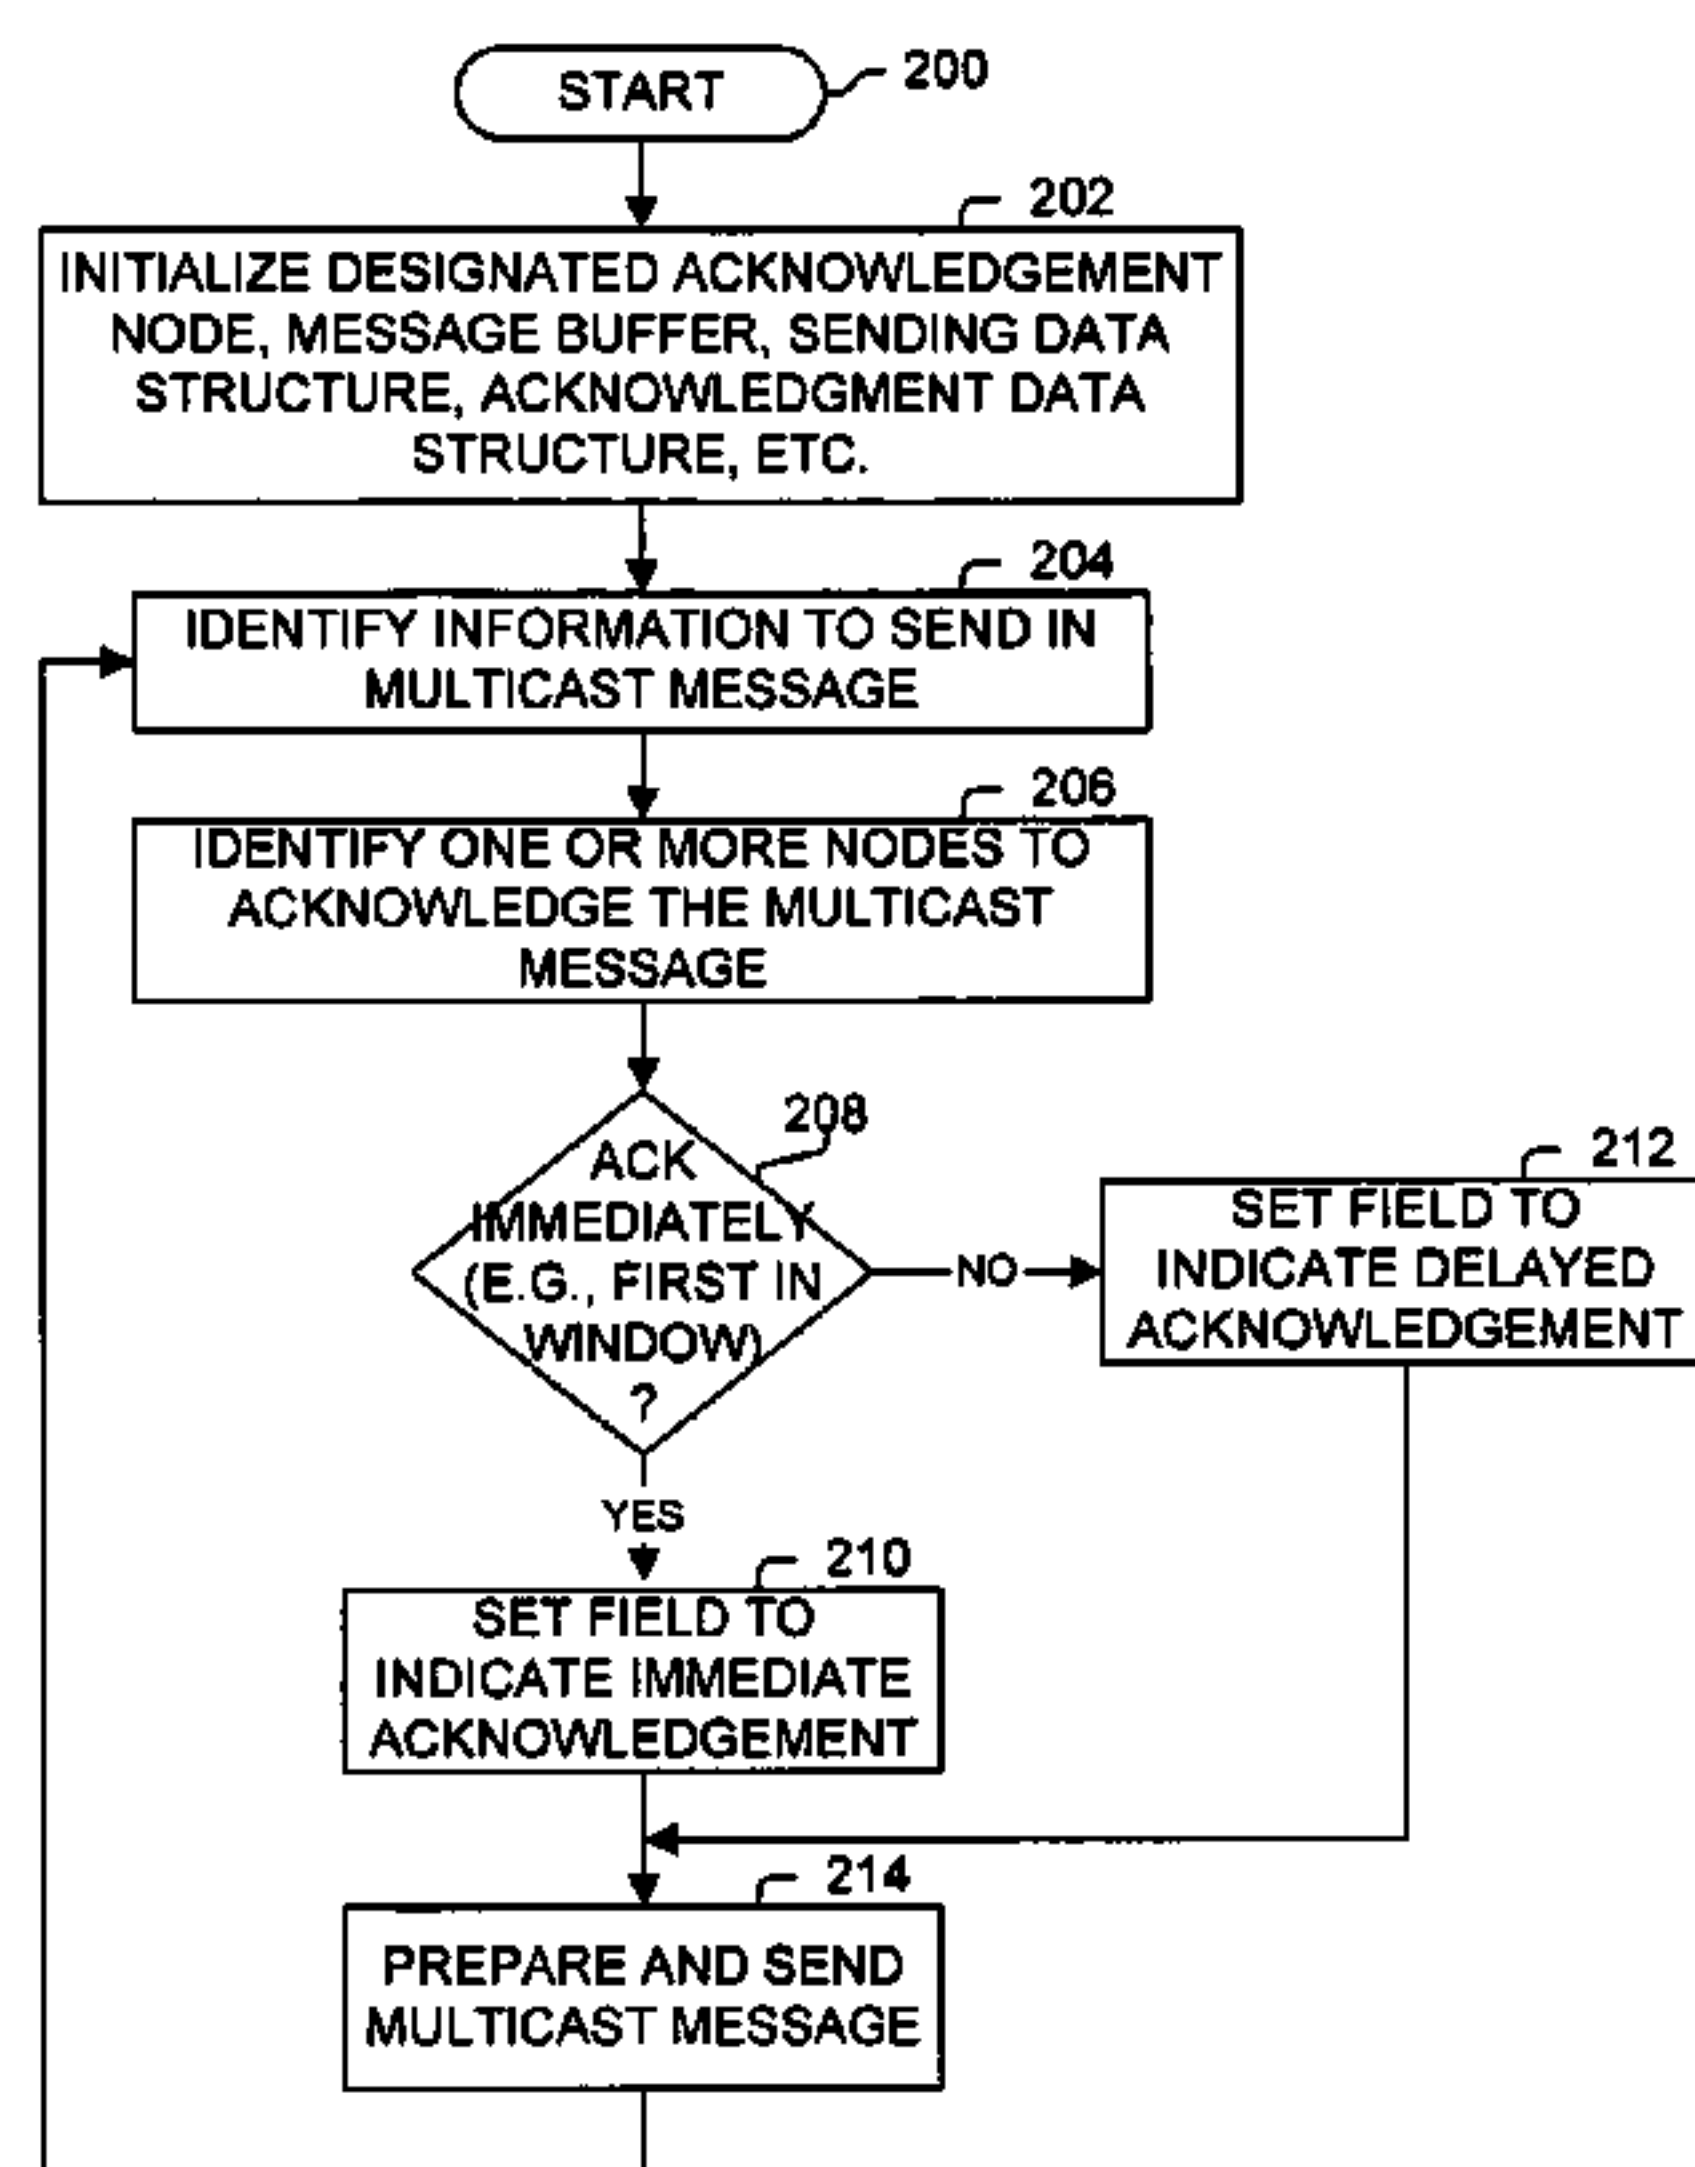 START
200
202
INITIALIZE DESIGNATED ACKNOWLEDGEMENT
NODE, MESSAGE BUFFER, SENDING DATA
STRUCTURE, ACKNOWLEDGMENT DATA
STRUCTURE, ETC.
204
IDENTIFY INFORMATION TO SEND IN
MULTICAST MESSAGE
206
IDENTIFY ONE OR MORE NODES TO
ACKNOWLEDGE THE MULTICAST
MESSAGE
208
ACK
IMMEDIATELY
(E.G., FIRST IN
WINDOW)
?
NO
212
SET FIELD TO
INDICATE DELAYED
ACKNOWLEDGEMENT
YES
210
SET FIELD TO
INDICATE IMMEDIATE
ACKNOWLEDGEMENT
214
PREPARE AND SEND
MULTICAST MESSAGE